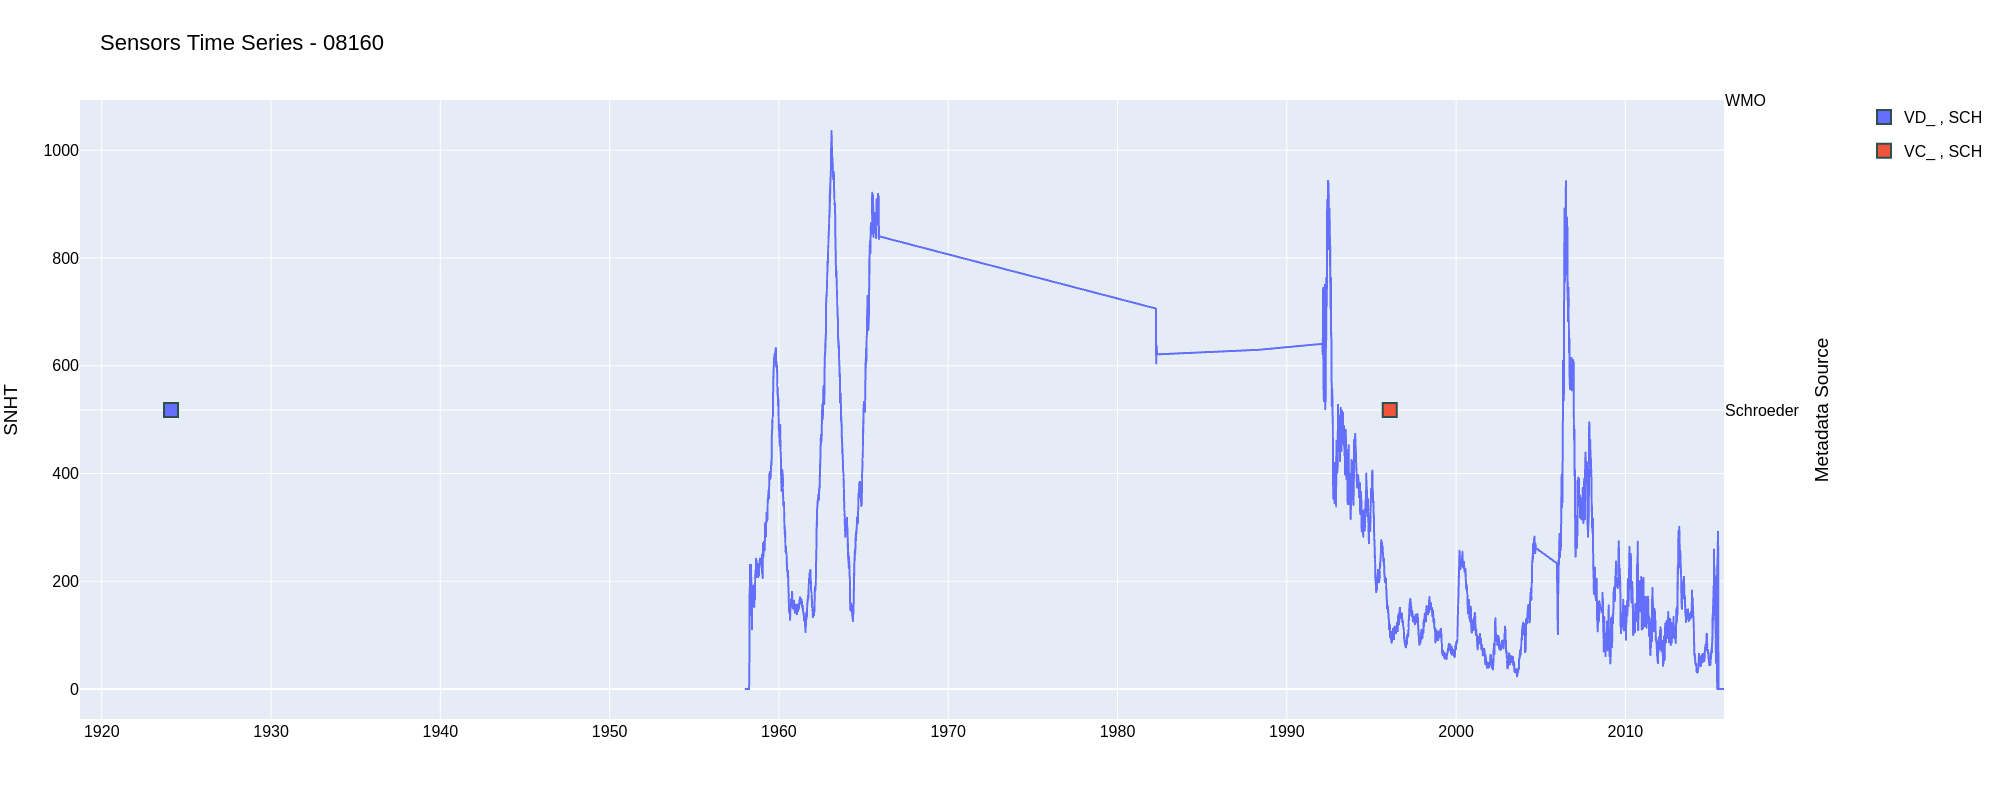 Sensors Time Series - 08160
WMO
VD_ , SCH
VC_ , SCH
1000
800
600
400
200
0
SNHT
Schroeder
Metadata Source
1920 1930 1940 1950 1960 1970 1980 1990 2000 2010